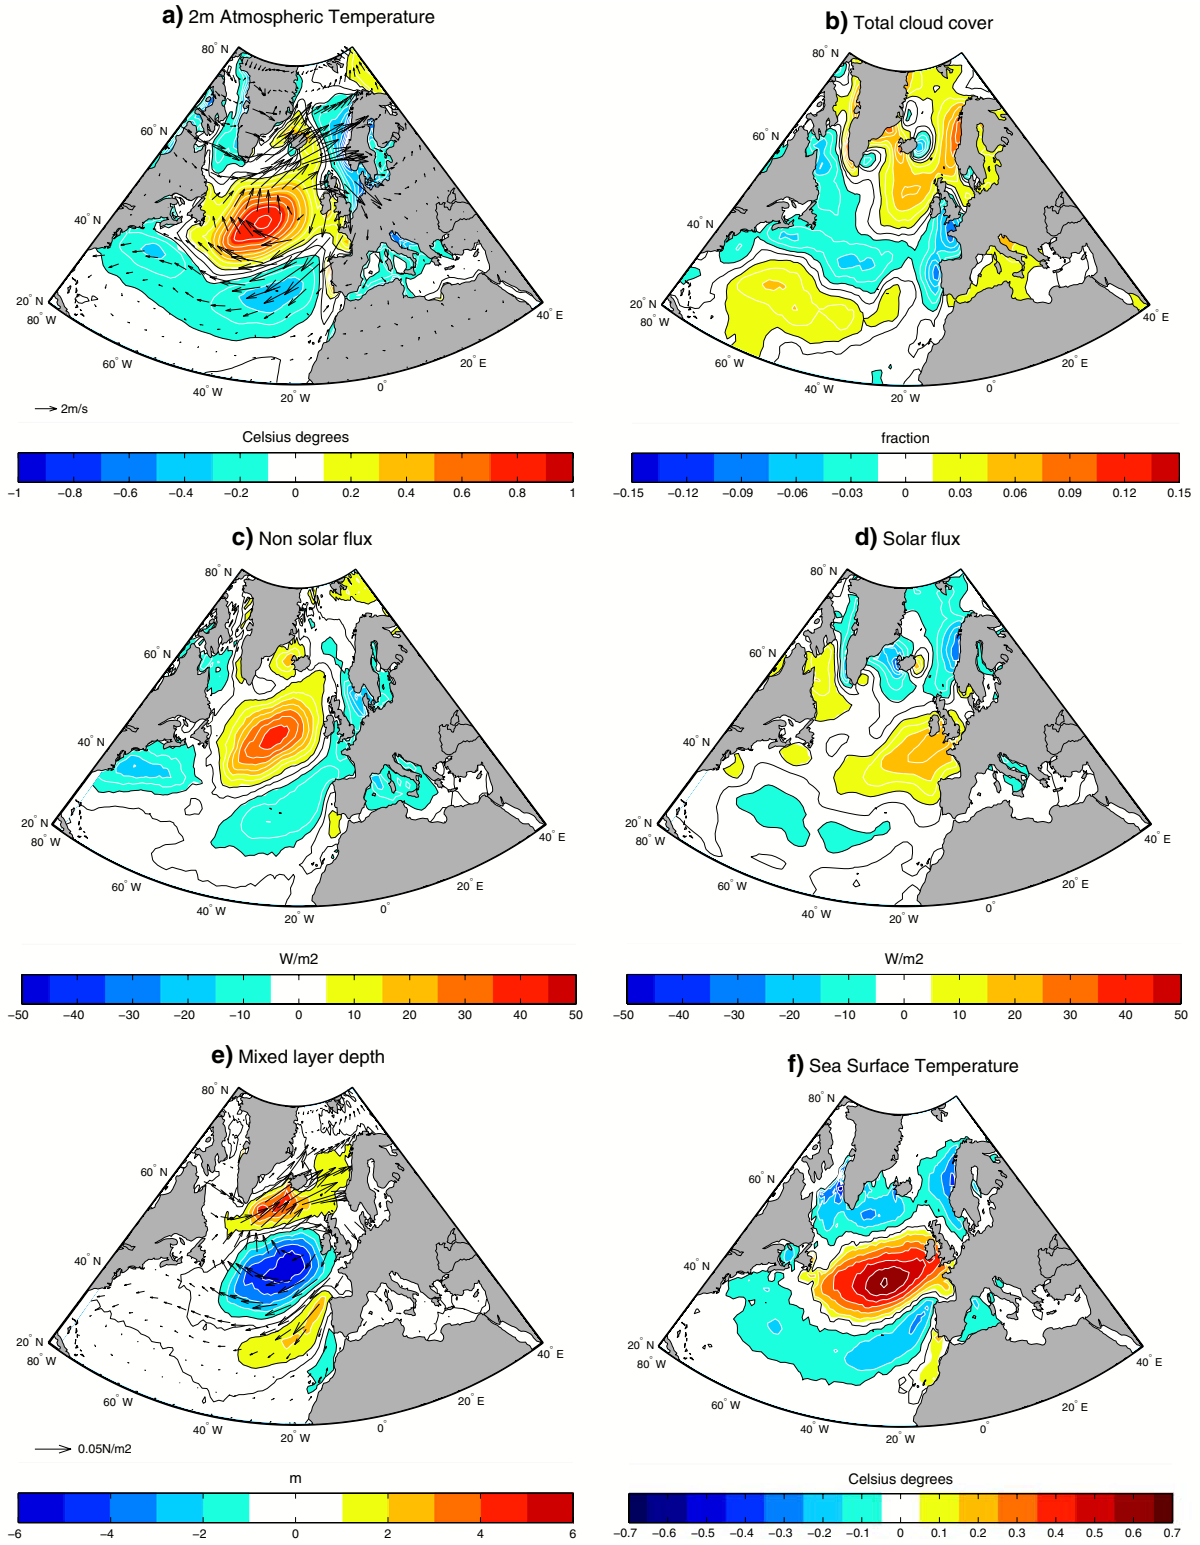 a) 2m Atmospheric Temperature
80° N
60° N
40° N
20° N
80° W
60° W
40° W
20° W
0°
20° E
40° E
2m/s
Celsius degrees
−1 −0.8 −0.6 −0.4 −0.2 0 0.2 0.4 0.6 0.8 1
b) Total cloud cover
80° N
60° N
40° N
20° N
80° W
60° W
40° W
20° W
0°
20° E
40° E
fraction
−0.15 −0.12 −0.09 −0.06 −0.03 0 0.03 0.06 0.09 0.12 0.15
c) Non solar flux
80° N
60° N
40° N
20° N
80° W
60° W
40° W
20° W
0°
20° E
40° E
W/m2
−50 −40 −30 −20 −10 0 10 20 30 40 50
d) Solar flux
80° N
60° N
40° N
20° N
80° W
60° W
40° W
20° W
0°
20° E
40° E
W/m2
−50 −40 −30 −20 −10 0 10 20 30 40 50
e) Mixed layer depth
80° N
60° N
40° N
20° N
80° W
60° W
40° W
20° W
0°
20° E
40° E
0.05N/m2
m
−6 −4 −2 0 2 4 6
f) Sea Surface Temperature
80° N
60° N
40° N
20° N
80° W
60° W
40° W
20° W
0°
20° E
40° E
Celsius degrees
−0.7 −0.5 −0.4 −0.3 −0.2 −0.1 0 0.1 0.2 0.3 0.4 0.5 0.7